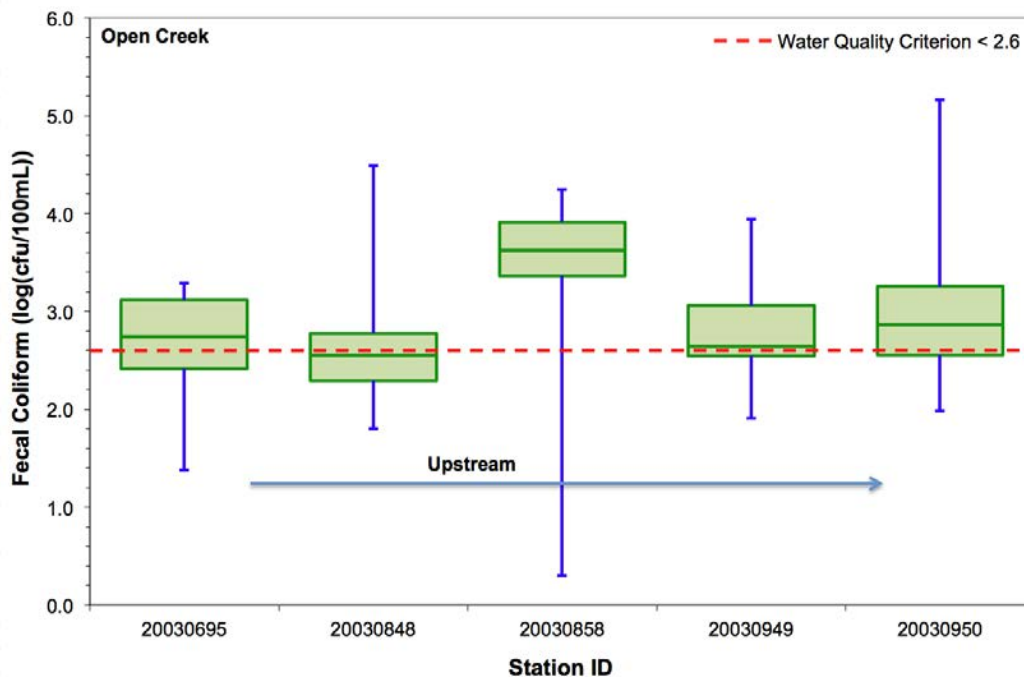 Open Creek
Water Quality Criterion < 2.6
Fecal Coliform (log(cfu/100mL))
6.0
5.0
4.0
3.0
2.0
1.0
0.0
Upstream
20030695 20030848 20030858 20030949 20030950
Station ID